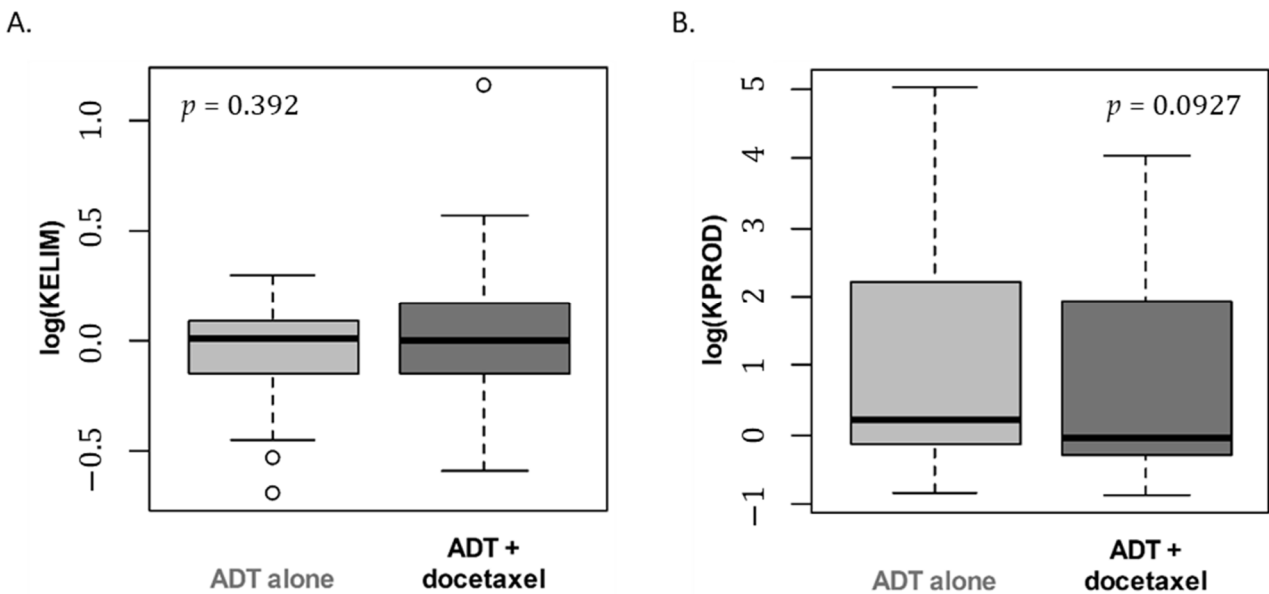 A.
p = 0.392
log(KELIM)
1.0
0.5
0.0
−0.5
ADT alone
ADT +
docetaxel
B.
p = 0.0927
log(KPROD)
5
4
3
2
1
0
−1
ADT alone
ADT +
docetaxel